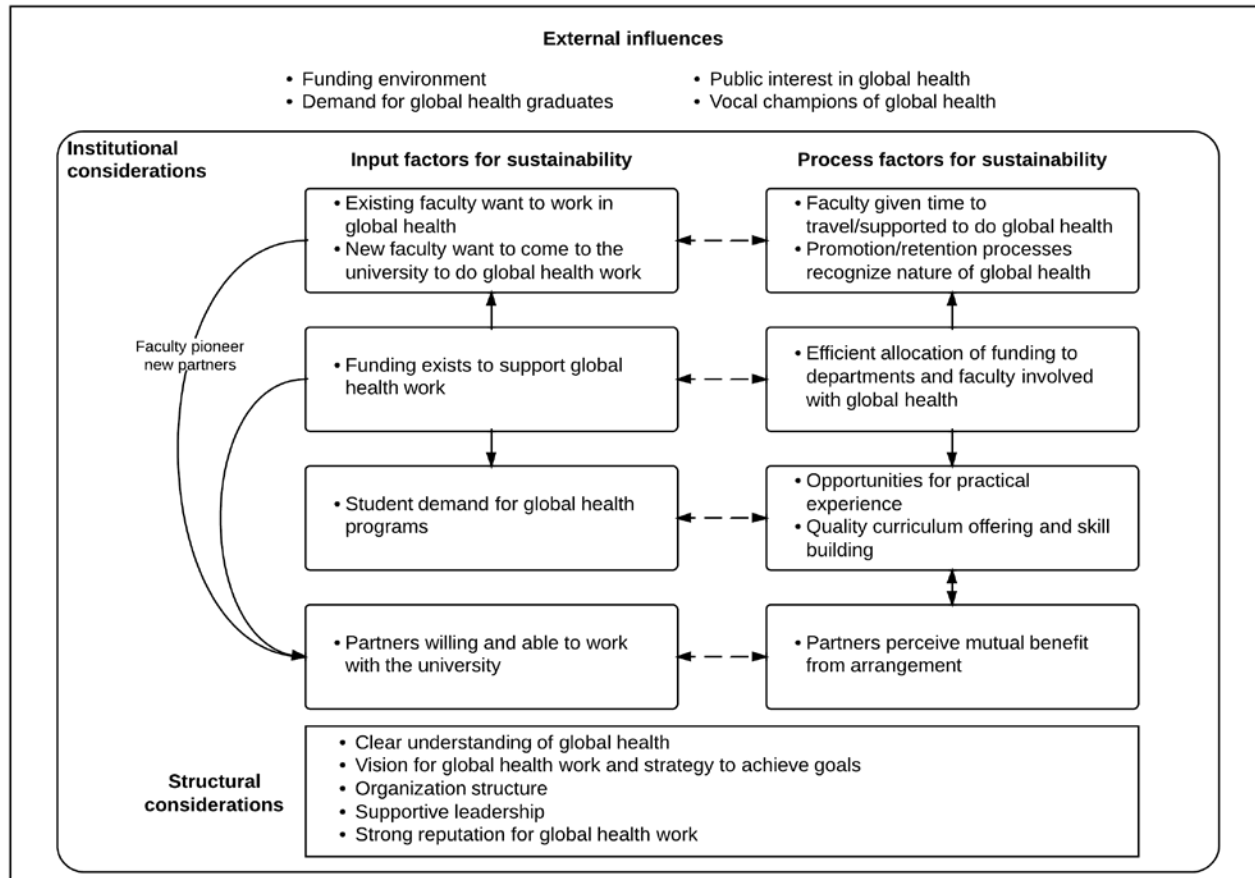 External influences
• Funding environment
• Demand for global health graduates
• Public interest in global health
• Vocal champions of global health
Institutional
considerations
Input factors for sustainability
Process factors for sustainability
• Existing faculty want to work in
global health
• New faculty want to come to the
university to do global health work
• Faculty given time to
travel/supported to do global health
• Promotion/retention processes
recognize nature of global health
Faculty pioneer
new partners
• Funding exists to support global
health work
• Efficient allocation of funding to
departments and faculty involved
with global health
• Student demand for global health
programs
• Opportunities for practical
experience
• Quality curriculum offering and skill
building
• Partners willing and able to work
with the university
• Partners perceive mutual benefit
from arrangement
Structural
considerations
• Clear understanding of global health
• Vision for global health work and strategy to achieve goals
• Organization structure
• Supportive leadership
• Strong reputation for global health work